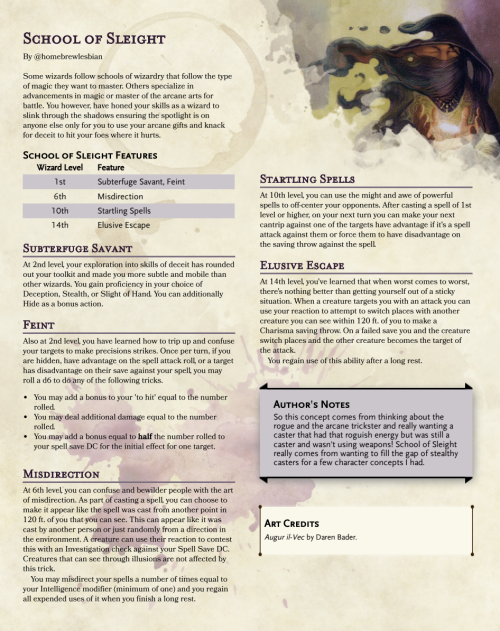 School of Sleight
By @homebrewlesbian
Some wizards follow schools of wizardry that follow the
type of magic they want to master. Others specialize in
advancements in magic or master of the arcane arts for
battle. You however, have honed your skills as a wizard to
slink through the shadows ensuring the spotlight is on
anyone else only for you to use your arcane gifts and knack
for deceit to hit your foes where it hurts.
School of Sleight Features
Wizard Level Feature
1st Subterfuge Savant, Feint
6th Misdirection
10th Startling Spells
14th Elusive Escape
Subterfuge Savant
At 2nd level, your exploration into skills of deceit has rounded
out your toolkit and made you more subtle and mobile than
other wizards. You gain proficiency in your choice of
Deception, Stealth, or Slight of Hand. You can additionally
Hide as a bonus action.
Feint
Also at 2nd level, you have learned how to trip up and confuse
your targets to make precisions strikes. Once per turn, if you
are hidden, have advantage on the spell attack roll, or a target
has disadvantage on their save against your spell, you may
roll a d6 to do any of the following tricks.
• You may add a bonus to your 'to hit' equal to the number
rolled.
• You may deal additional damage equal to the number
rolled.
• You may add a bonus equal to half the number rolled to
your spell save DC for the initial effect for one target.
Misdirection
At 6th level, you can confuse and bewilder people with the art
of misdirection. As part of casting a spell, you can choose to
make it appear like the spell was cast from another point in
120 ft. of you that you can see. This can appear like it was
cast by another person or just randomly from a direction in
the environment. A creature can use their reaction to contest
this with an Investigation check against your Spell Save DC.
Creatures that can see through illusions are not affected by
this trick.
You may misdirect your spells a number of times equal to
your Intelligence modifier (minimum of one) and you regain
all expended uses of it when you finish a long rest.
Startling Spells
At 10th level, you can use the might and awe of powerful
spells to off-center your opponents. After casting a spell of 1st
level or higher, on your next turn you can make your next
cantrip against one of the targets have advantage if it's a spell
attack against them or force them to have disadvantage on
the saving throw against the spell.
Elusive Escape
At 14th level, you've learned that when worst comes to worst,
there's nothing better than getting yourself out of a sticky
situation. When a creature targets you with an attack you can
use your reaction to attempt to switch places with another
creature you can see within 120 ft. of you to make a
Charisma saving throw. On a failed save you and the creature
switch places and the other creature becomes the target of
the attack.
You regain use of this ability after a long rest.
Author's Notes
So this concept comes from thinking about the
rogue and the arcane trickster and really wanting a
caster that had that roguish energy but was still a
caster and wasn't using weapons! School of Sleight
really comes from wanting to fill the gap of stealthy
casters for a few character concepts I had.
Art Credits
Augur il-Vec by Daren Bader.